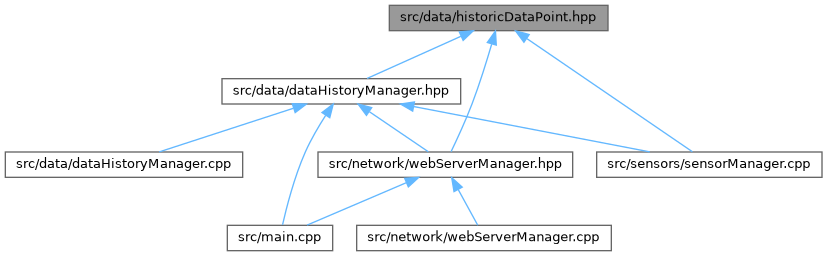 src/data/historicDataPoint.hpp
src/data/dataHistoryManager.hpp
src/data/dataHistoryManager.cpp
src/network/webServerManager.hpp
src/sensors/sensorManager.cpp
src/main.cpp
src/network/webServerManager.cpp